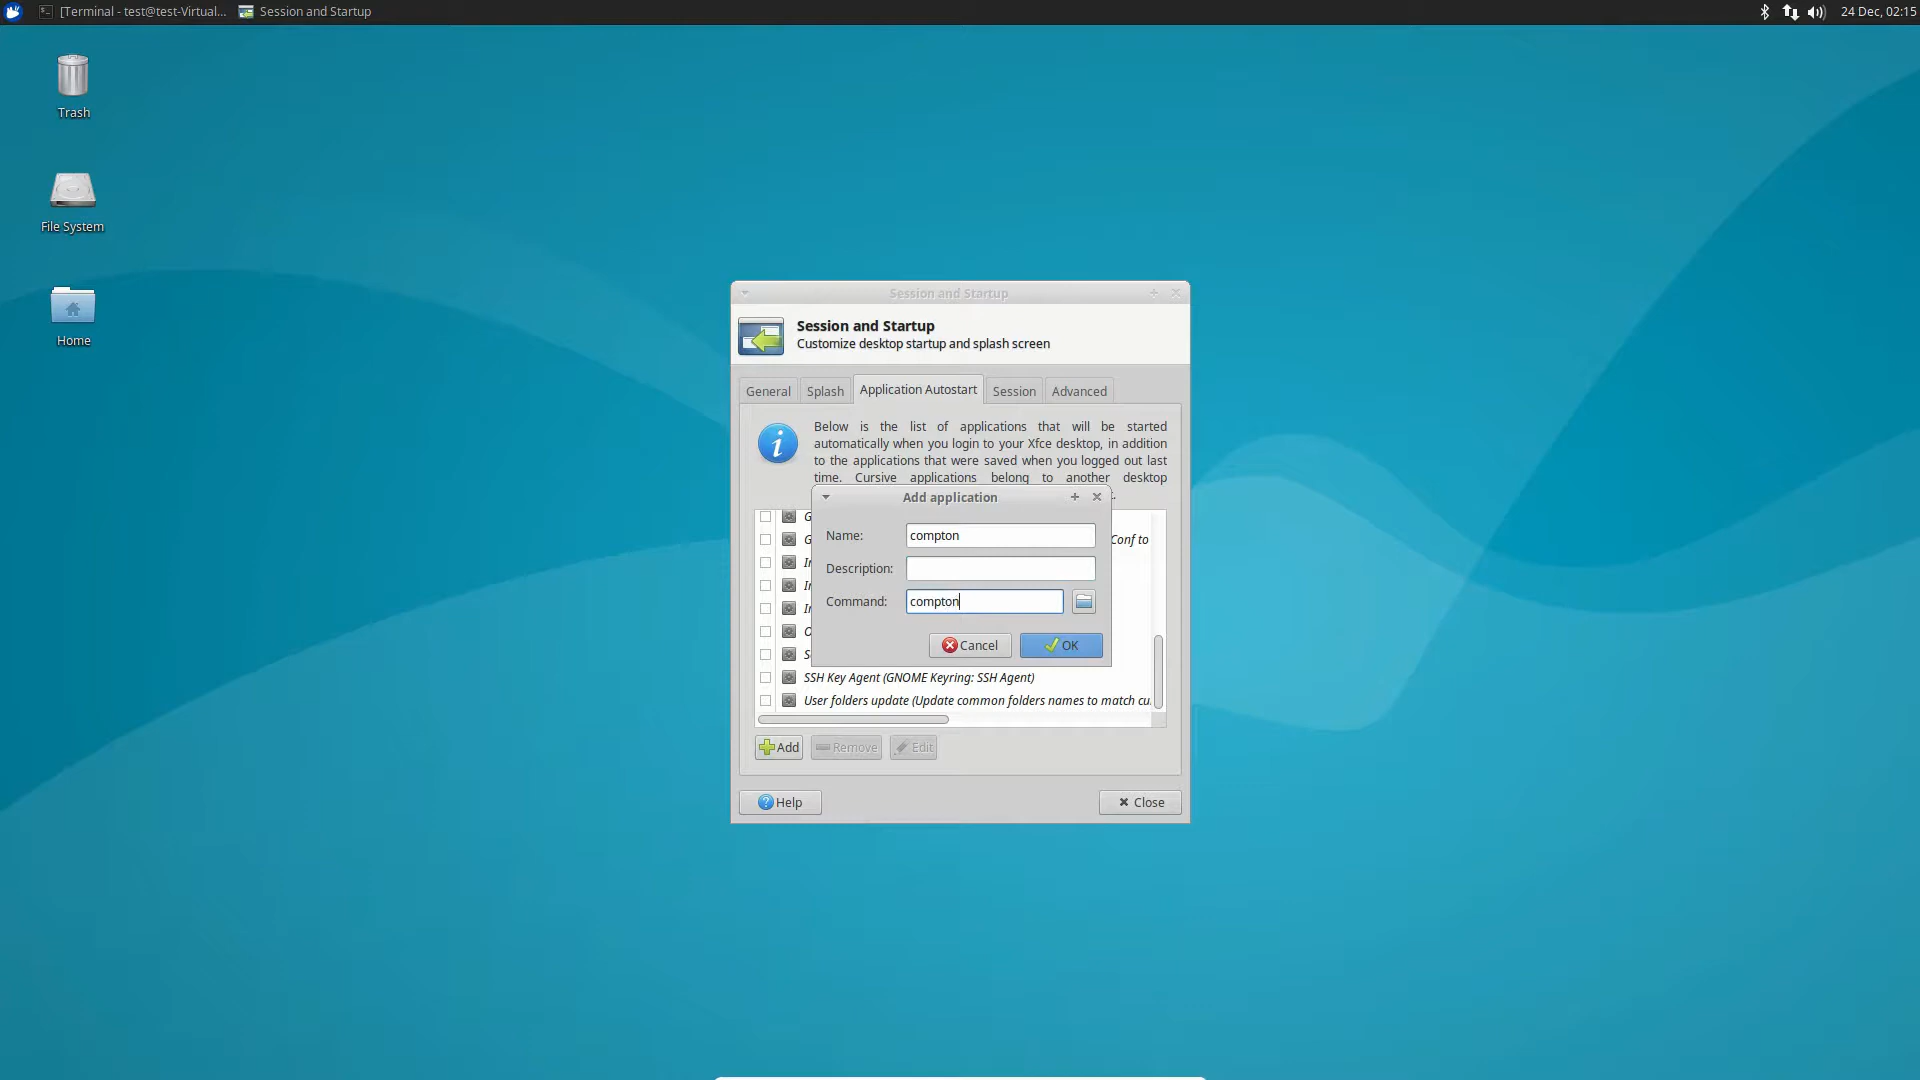 [Terminal - test@test-Virtual...
Session and Startup
24 Dec, 02:15
Trash
File System
Home
Session and Startup
Session and Startup
Customize desktop startup and splash screen
General
Splash
Application Autostart
Session
Advanced
Below is the list of applications that will be started
automatically when you login to your Xfce desktop, in addition
to the applications that were saved when you logged out last
time. Cursive applications belong to another desktop
Add application
Name:
compton
Conf to
Description:
Command:
compton
Cancel
OK
SSH Key Agent (GNOME Keyring: SSH Agent)
User folders update (Update common folders names to match cu
Add
Remove
Edit
Help
Close